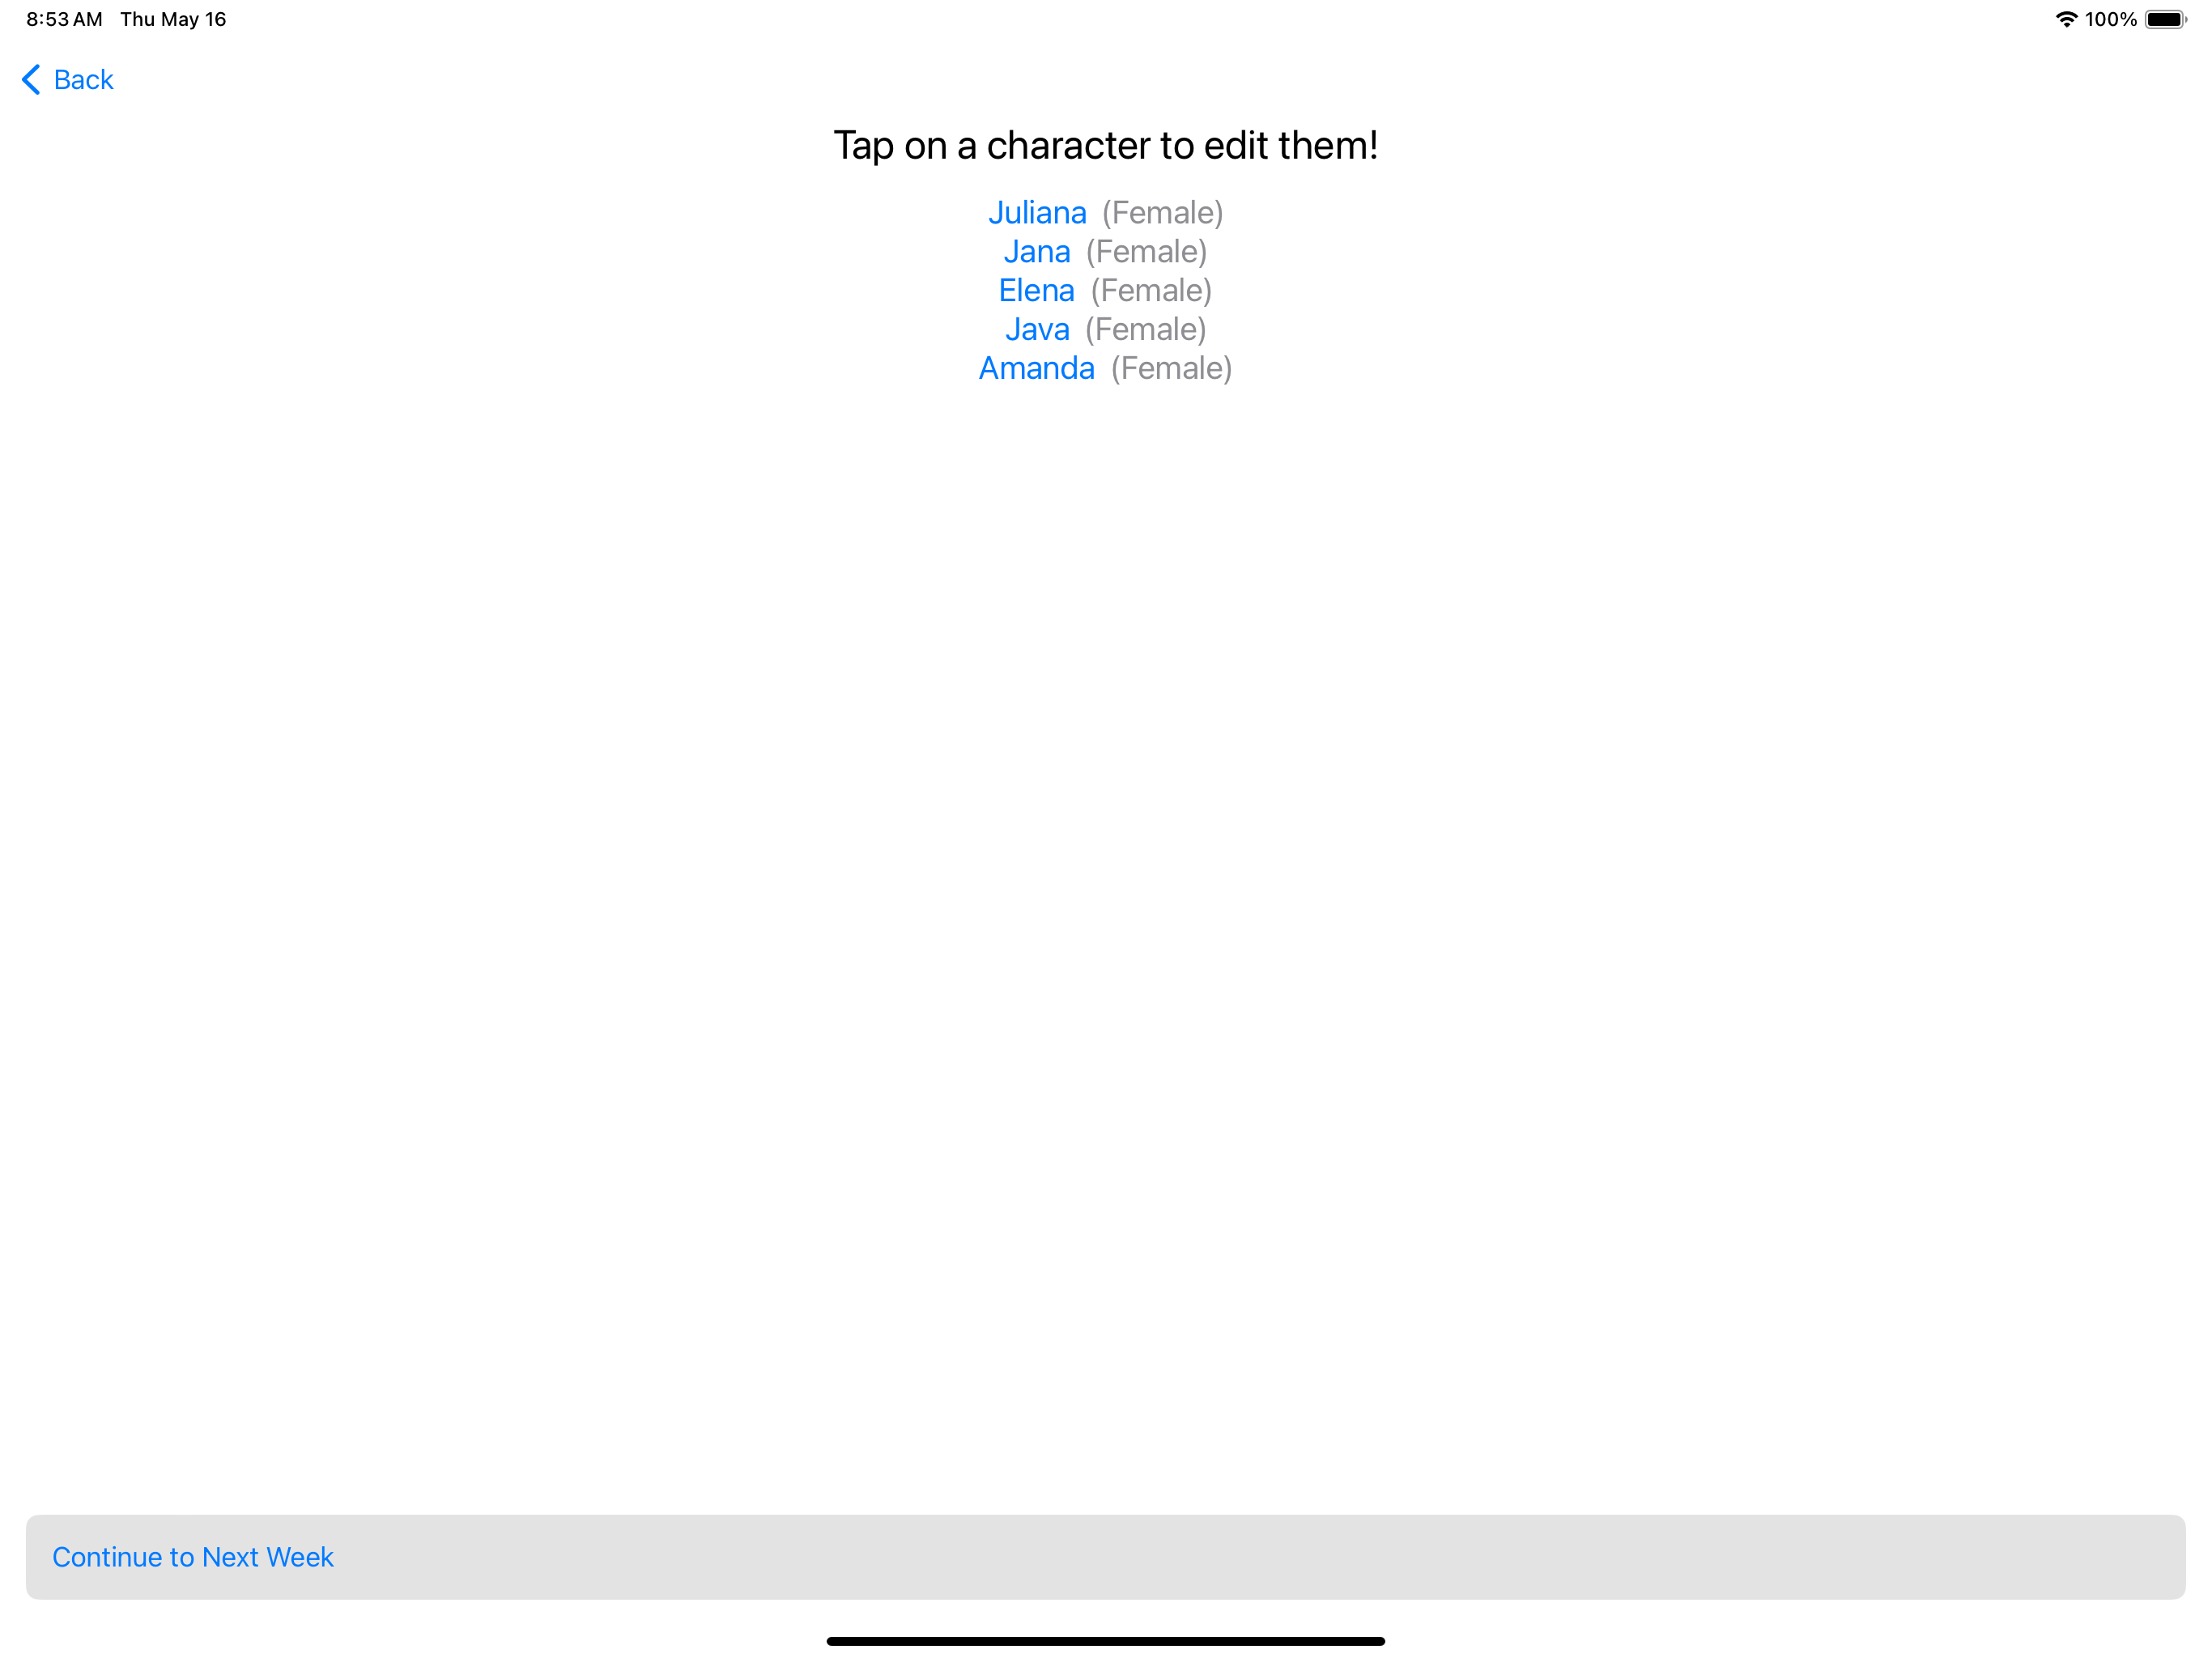 8:53 AM Thu May 16 100%
Back
Tap on a character to edit them!
Juliana (Female)
Jana (Female)
Elena (Female)
Java (Female)
Amanda (Female)
Continue to Next Week